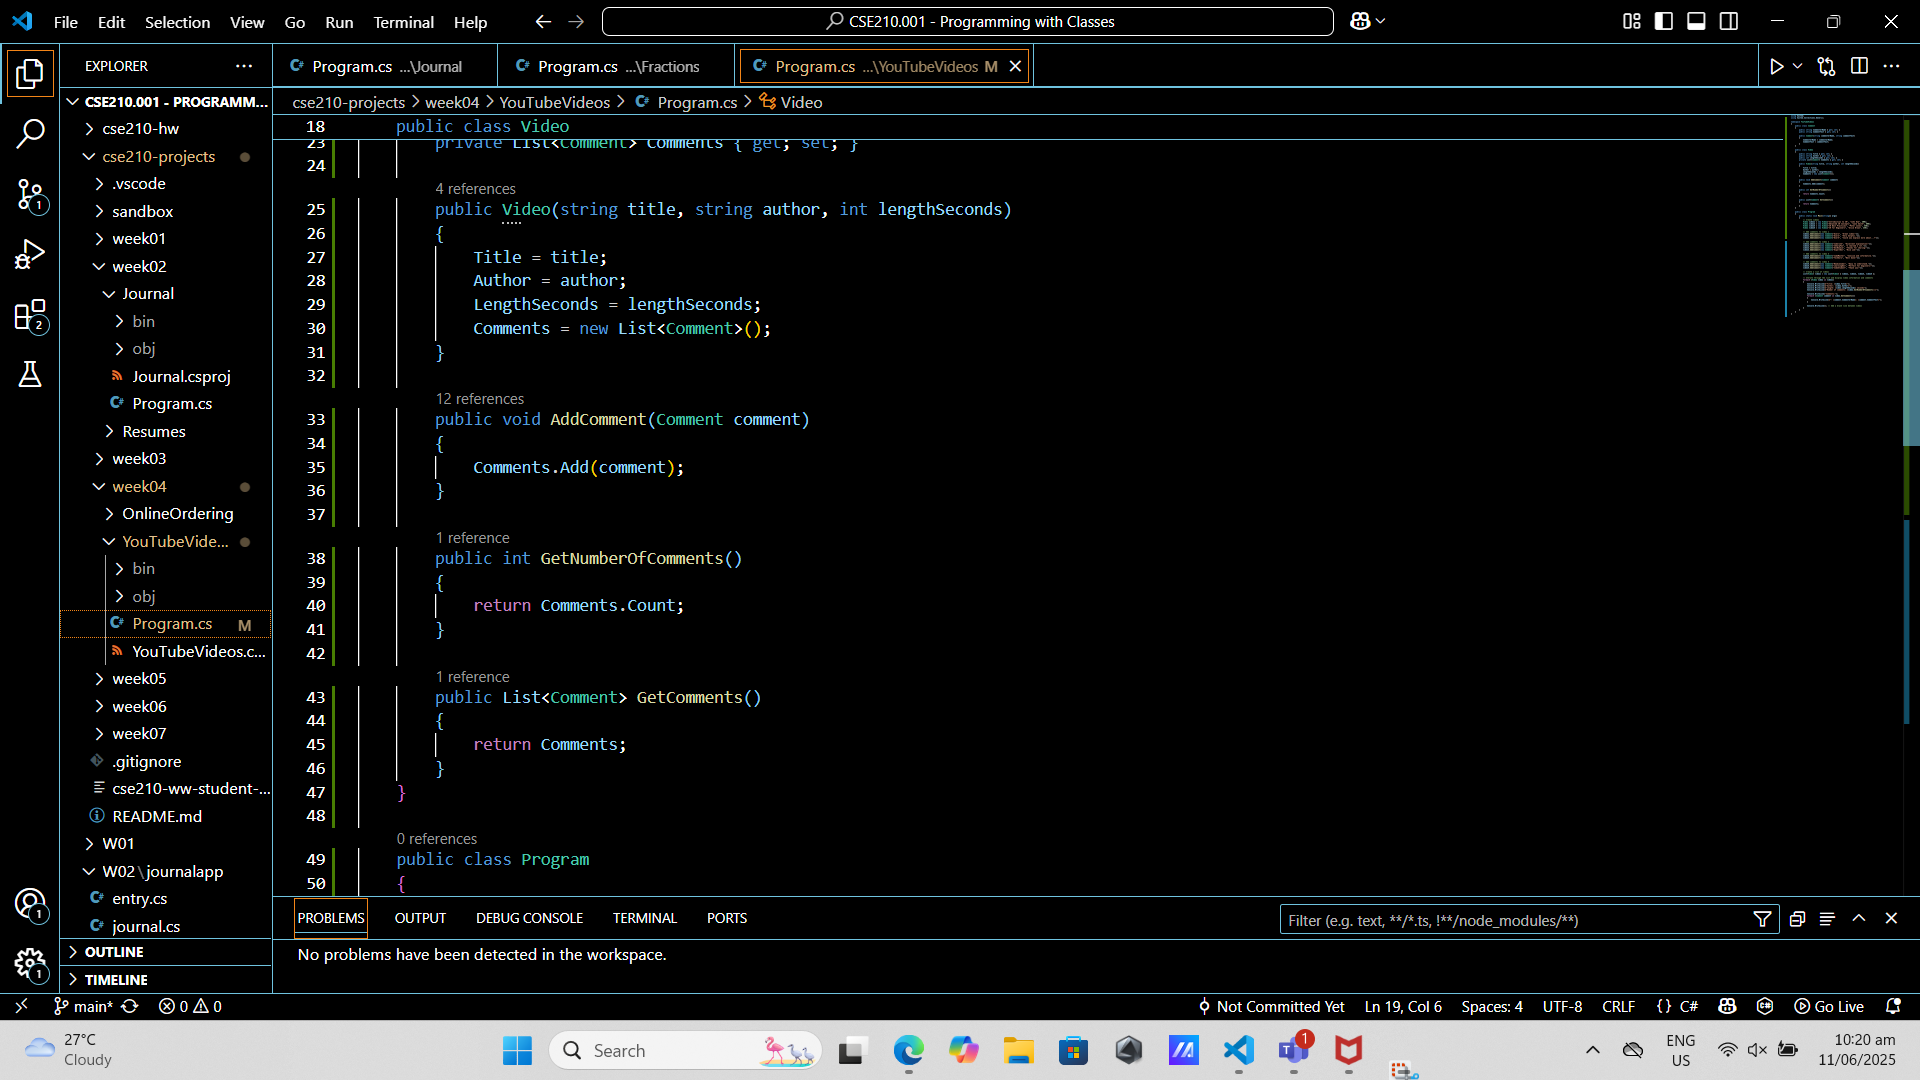 File Edit Selection View Go Run Terminal Help
CSE210.001 - Programming with Classes
EXPLORER
Program.cs ...\Journal
Program.cs ...\Fractions
Program.cs ...\YouTubeVideos M
cse210-projects > week04 > YouTubeVideos > Program.cs > Video
CSE210.001 - PROGRAMM...
cse210-hw
cse210-projects
.vscode
sandbox
week01
week02
Journal
bin
obj
Journal.csproj
Program.cs
Resumes
week03
week04
OnlineOrdering
YouTubeVide...
bin
obj
Program.cs M
YouTubeVideos.c...
week05
week06
week07
.gitignore
cse210-ww-student-...
README.md
W01
W02\journalapp
entry.cs
journal.cs
OUTLINE
TIMELINE
1
2
1
1
18 public class Video
23 private List<Comment> Comments { get; set; }
24
4 references
25 public Video(string title, string author, int lengthSeconds)
26 {
27 Title = title;
28 Author = author;
29 LengthSeconds = lengthSeconds;
30 Comments = new List<Comment>();
31 }
32
12 references
33 public void AddComment(Comment comment)
34 {
35 Comments.Add(comment);
36 }
37
1 reference
38 public int GetNumberOfComments()
39 {
40 return Comments.Count;
41 }
42
1 reference
43 public List<Comment> GetComments()
44 {
45 return Comments;
46 }
47 }
48
0 references
49 public class Program
50 {
PROBLEMS OUTPUT DEBUG CONSOLE TERMINAL PORTS
Filter (e.g. text, **/*.ts, !**/node_modules/**)
No problems have been detected in the workspace.
main* 0 0
Not Committed Yet Ln 19, Col 6 Spaces: 4 UTF-8 CRLF {} C# Go Live
27°C
Cloudy
Search
1
ENG
US
10:20 am
11/06/2025